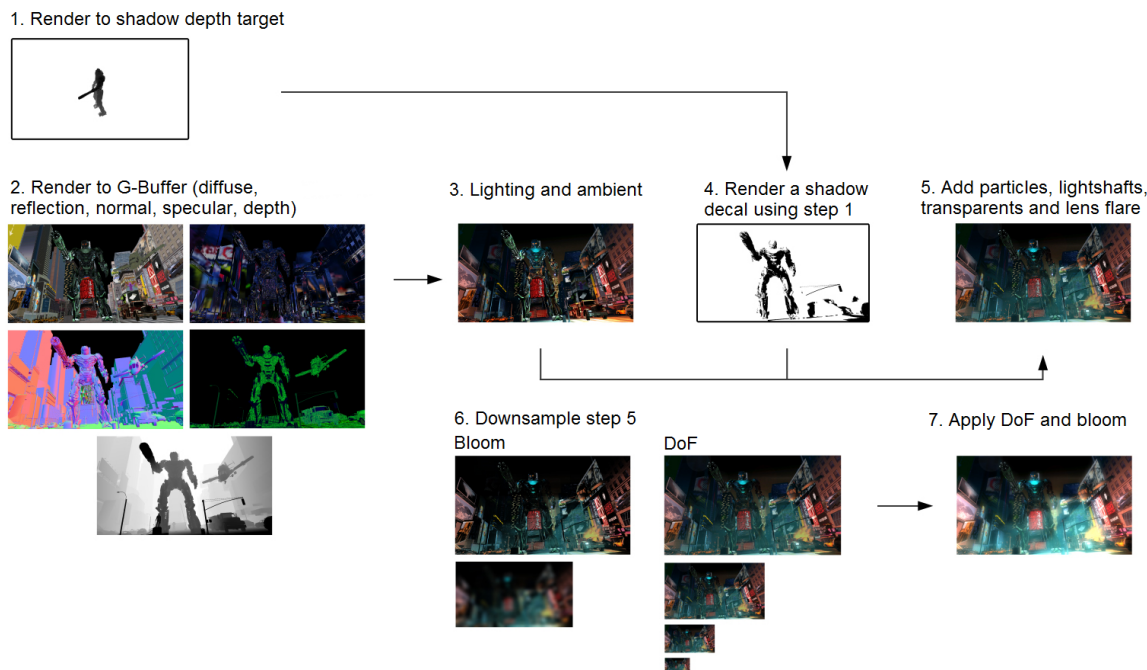 1. Render to shadow depth target
2. Render to G-Buffer (diffuse,
reflection, normal, specular, depth)
3. Lighting and ambient
4. Render a shadow
decal using step 1
5. Add particles, lightshafts,
transparents and lens flare
6. Downsample step 5
Bloom
DoF
7. Apply DoF and bloom